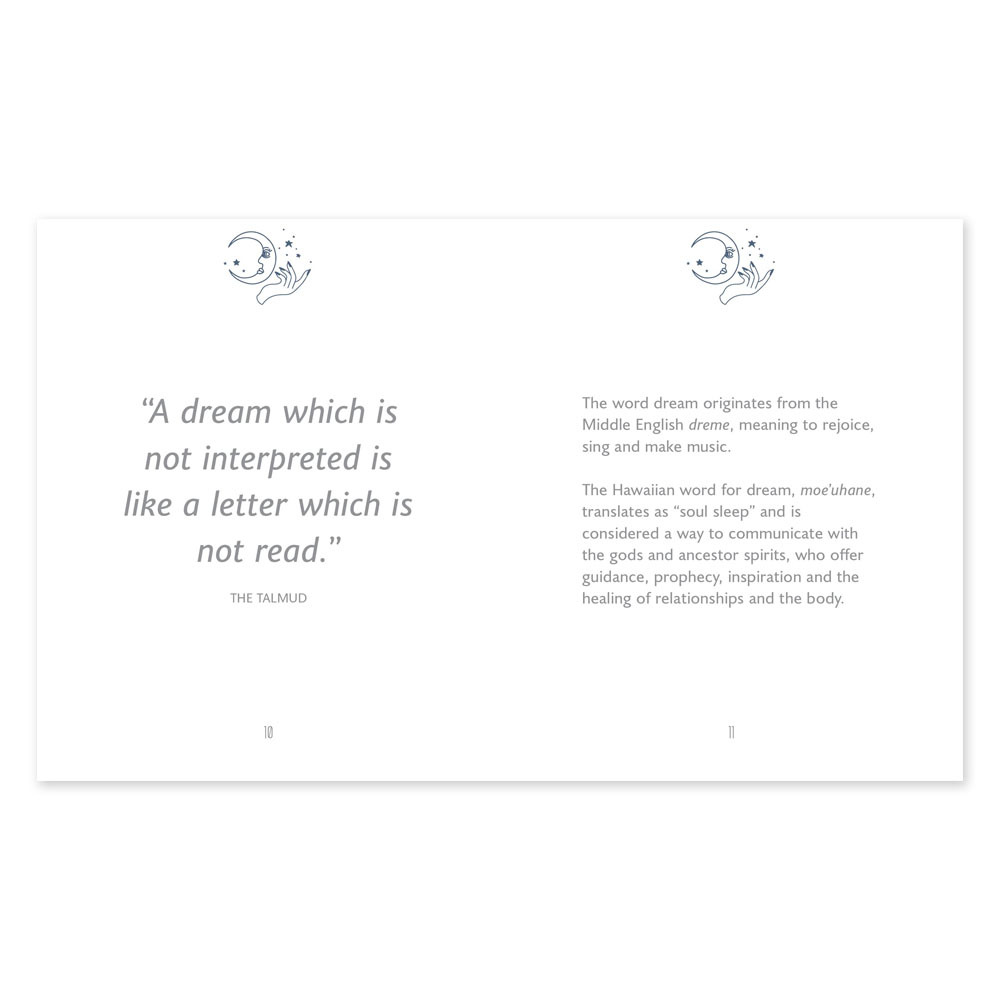 “A dream which is
not interpreted is
like a letter which is
not read.”
THE TALMUD
10
The word dream originates from the
Middle English dreme, meaning to rejoice,
sing and make music.
The Hawaiian word for dream, moe’uhane,
translates as “soul sleep” and is
considered a way to communicate with
the gods and ancestor spirits, who offer
guidance, prophecy, inspiration and the
healing of relationships and the body.
11